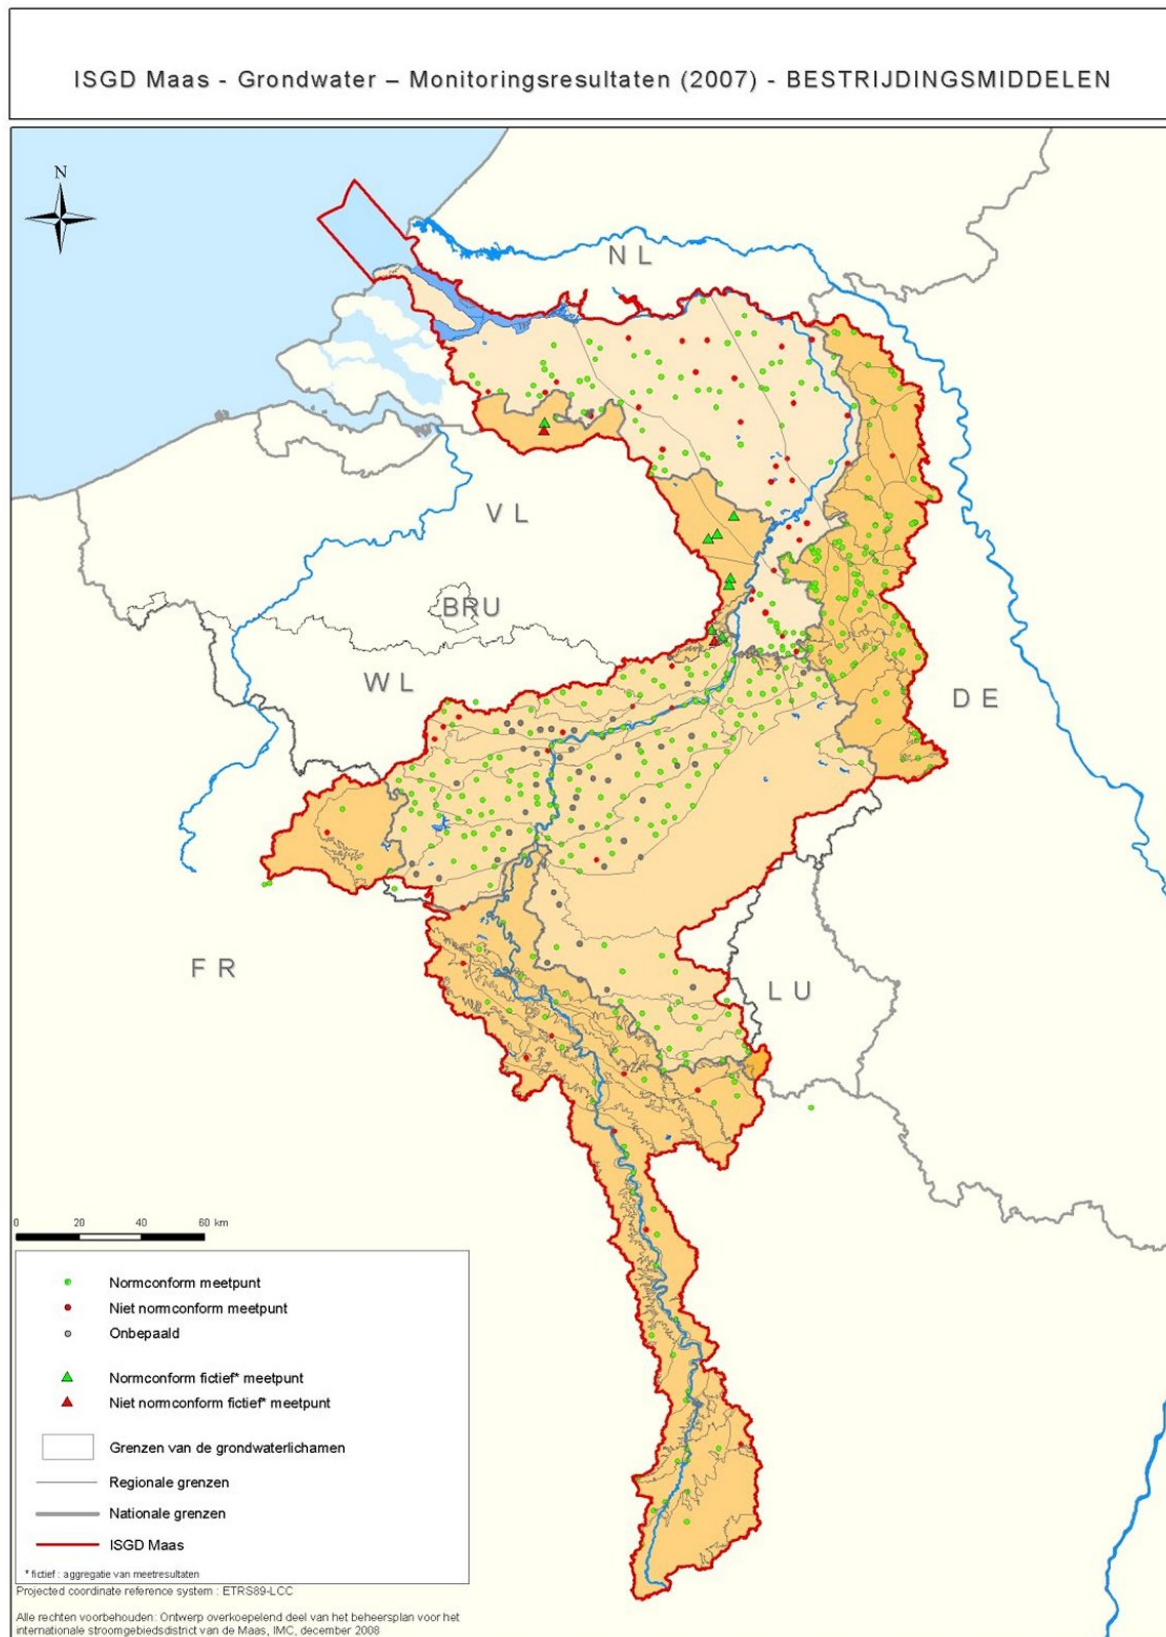 ISGD Maas - Grondwater – Monitoringsresultaten (2007) - BESTRIJDINGSMIDDELEN
N
NL
VL
BRU
WL
DE
FR
LU
0 20 40 60 km
Normconform meetpunt
Niet normconform meetpunt
Onbepaald
Normconform fictief* meetpunt
Niet normconform fictief* meetpunt
Grenzen van de grondwaterlichamen
Regionale grenzen
Nationale grenzen
ISGD Maas
* fictief : aggregatie van meetresultaten
Projected coordinate reference system : ETRS89-LCC
Alle rechten voorbehouden: Ontwerp overkoepelend deel van het beheersplan voor het
internationale stroomgebiedsdistrict van de Maas, IMC, december 2008